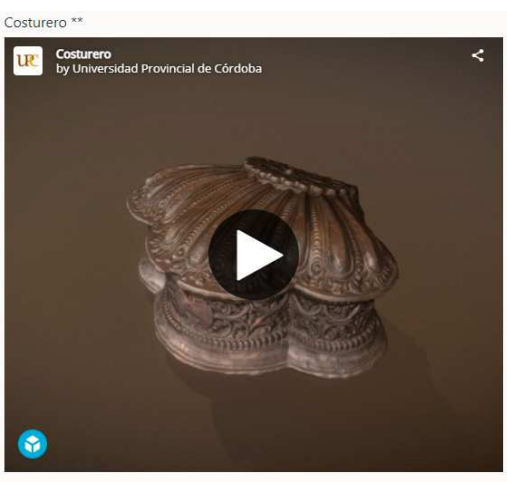 Costurero **
UPC
Costurero
by Universidad Provincial de Córdoba